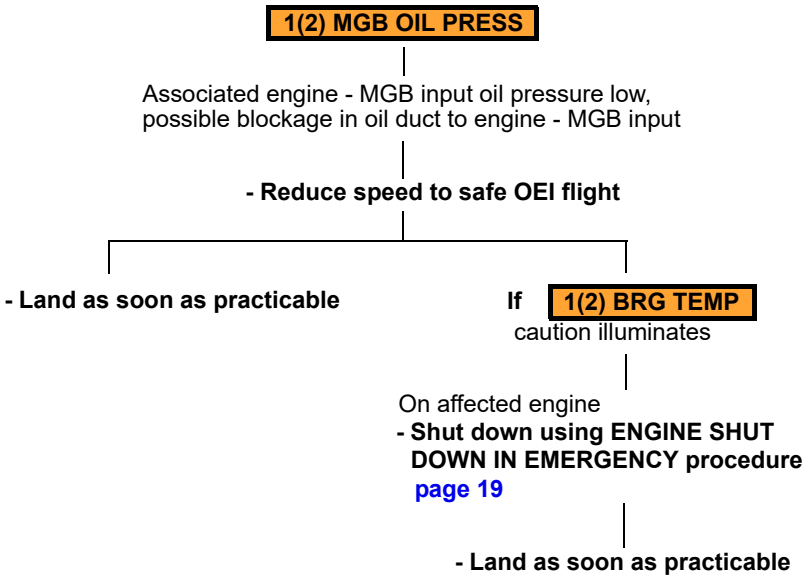 1(2) MGB OIL PRESS
Associated engine - MGB input oil pressure low,
possible blockage in oil duct to engine - MGB input
- Reduce speed to safe OEI flight
- Land as soon as practicable
If 1(2) BRG TEMP
caution illuminates
On affected engine
- Shut down using ENGINE SHUT
DOWN IN EMERGENCY procedure
page 19
- Land as soon as practicable